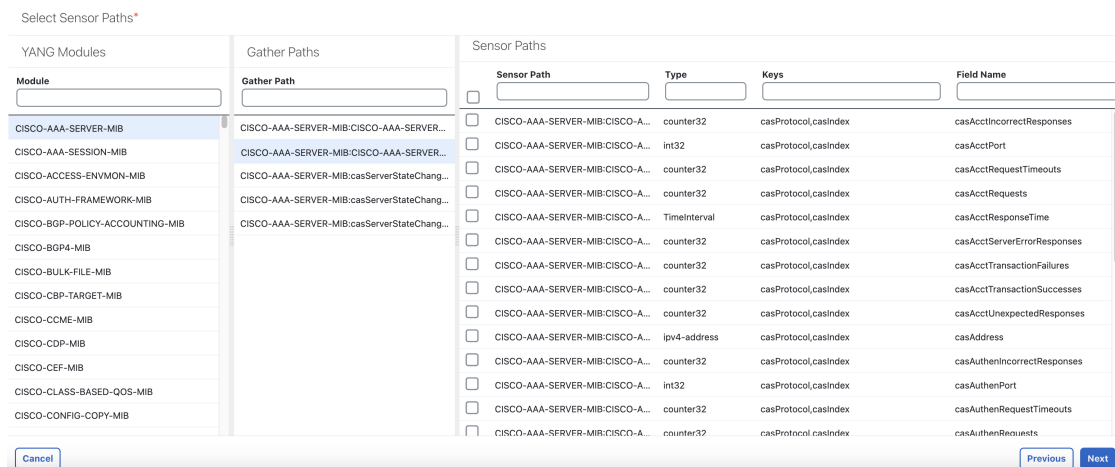 Select Sensor Paths*
YANG Modules
Gather Paths
Sensor Paths
Module
Gather Path
Sensor Path Type Keys Field Name
CISCO-AAA-SERVER-MIB
CISCO-AAA-SESSION-MIB
CISCO-ACCESS-ENVMON-MIB
CISCO-AUTH-FRAMEWORK-MIB
CISCO-BGP-POLICY-ACCOUNTING-MIB
CISCO-BGP4-MIB
CISCO-BULK-FILE-MIB
CISCO-CBP-TARGET-MIB
CISCO-CCME-MIB
CISCO-CDP-MIB
CISCO-CEF-MIB
CISCO-CLASS-BASED-QOS-MIB
CISCO-CONFIG-COPY-MIB
CISCO-AAA-SERVER-MIB:CISCO-AAA-SERVER...
CISCO-AAA-SERVER-MIB:CISCO-AAA-SERVER...
CISCO-AAA-SERVER-MIB:casServerStateChang...
CISCO-AAA-SERVER-MIB:casServerStateChang...
CISCO-AAA-SERVER-MIB:casServerStateChang...
CISCO-AAA-SERVER-MIB:CISCO-A... counter32 casProtocol,casIndex casAcctIncorrectResponses
CISCO-AAA-SERVER-MIB:CISCO-A... int32 casProtocol,casIndex casAcctPort
CISCO-AAA-SERVER-MIB:CISCO-A... counter32 casProtocol,casIndex casAcctRequestTimeouts
CISCO-AAA-SERVER-MIB:CISCO-A... counter32 casProtocol,casIndex casAcctRequests
CISCO-AAA-SERVER-MIB:CISCO-A... TimeInterval casProtocol,casIndex casAcctResponseTime
CISCO-AAA-SERVER-MIB:CISCO-A... counter32 casProtocol,casIndex casAcctServerErrorResponses
CISCO-AAA-SERVER-MIB:CISCO-A... counter32 casProtocol,casIndex casAcctTransactionFailures
CISCO-AAA-SERVER-MIB:CISCO-A... counter32 casProtocol,casIndex casAcctTransactionSuccesses
CISCO-AAA-SERVER-MIB:CISCO-A... counter32 casProtocol,casIndex casAcctUnexpectedResponses
CISCO-AAA-SERVER-MIB:CISCO-A... ipv4-address casProtocol,casIndex casAddress
CISCO-AAA-SERVER-MIB:CISCO-A... counter32 casProtocol,casIndex casAuthenIncorrectResponses
CISCO-AAA-SERVER-MIB:CISCO-A... int32 casProtocol,casIndex casAuthenPort
CISCO-AAA-SERVER-MIB:CISCO-A... counter32 casProtocol,casIndex casAuthenRequestTimeouts
CISCO-AAA-SERVER-MIB:CISCO-A... counter32 casProtocol,casIndex casAuthenRequests
Cancel
Previous
Next